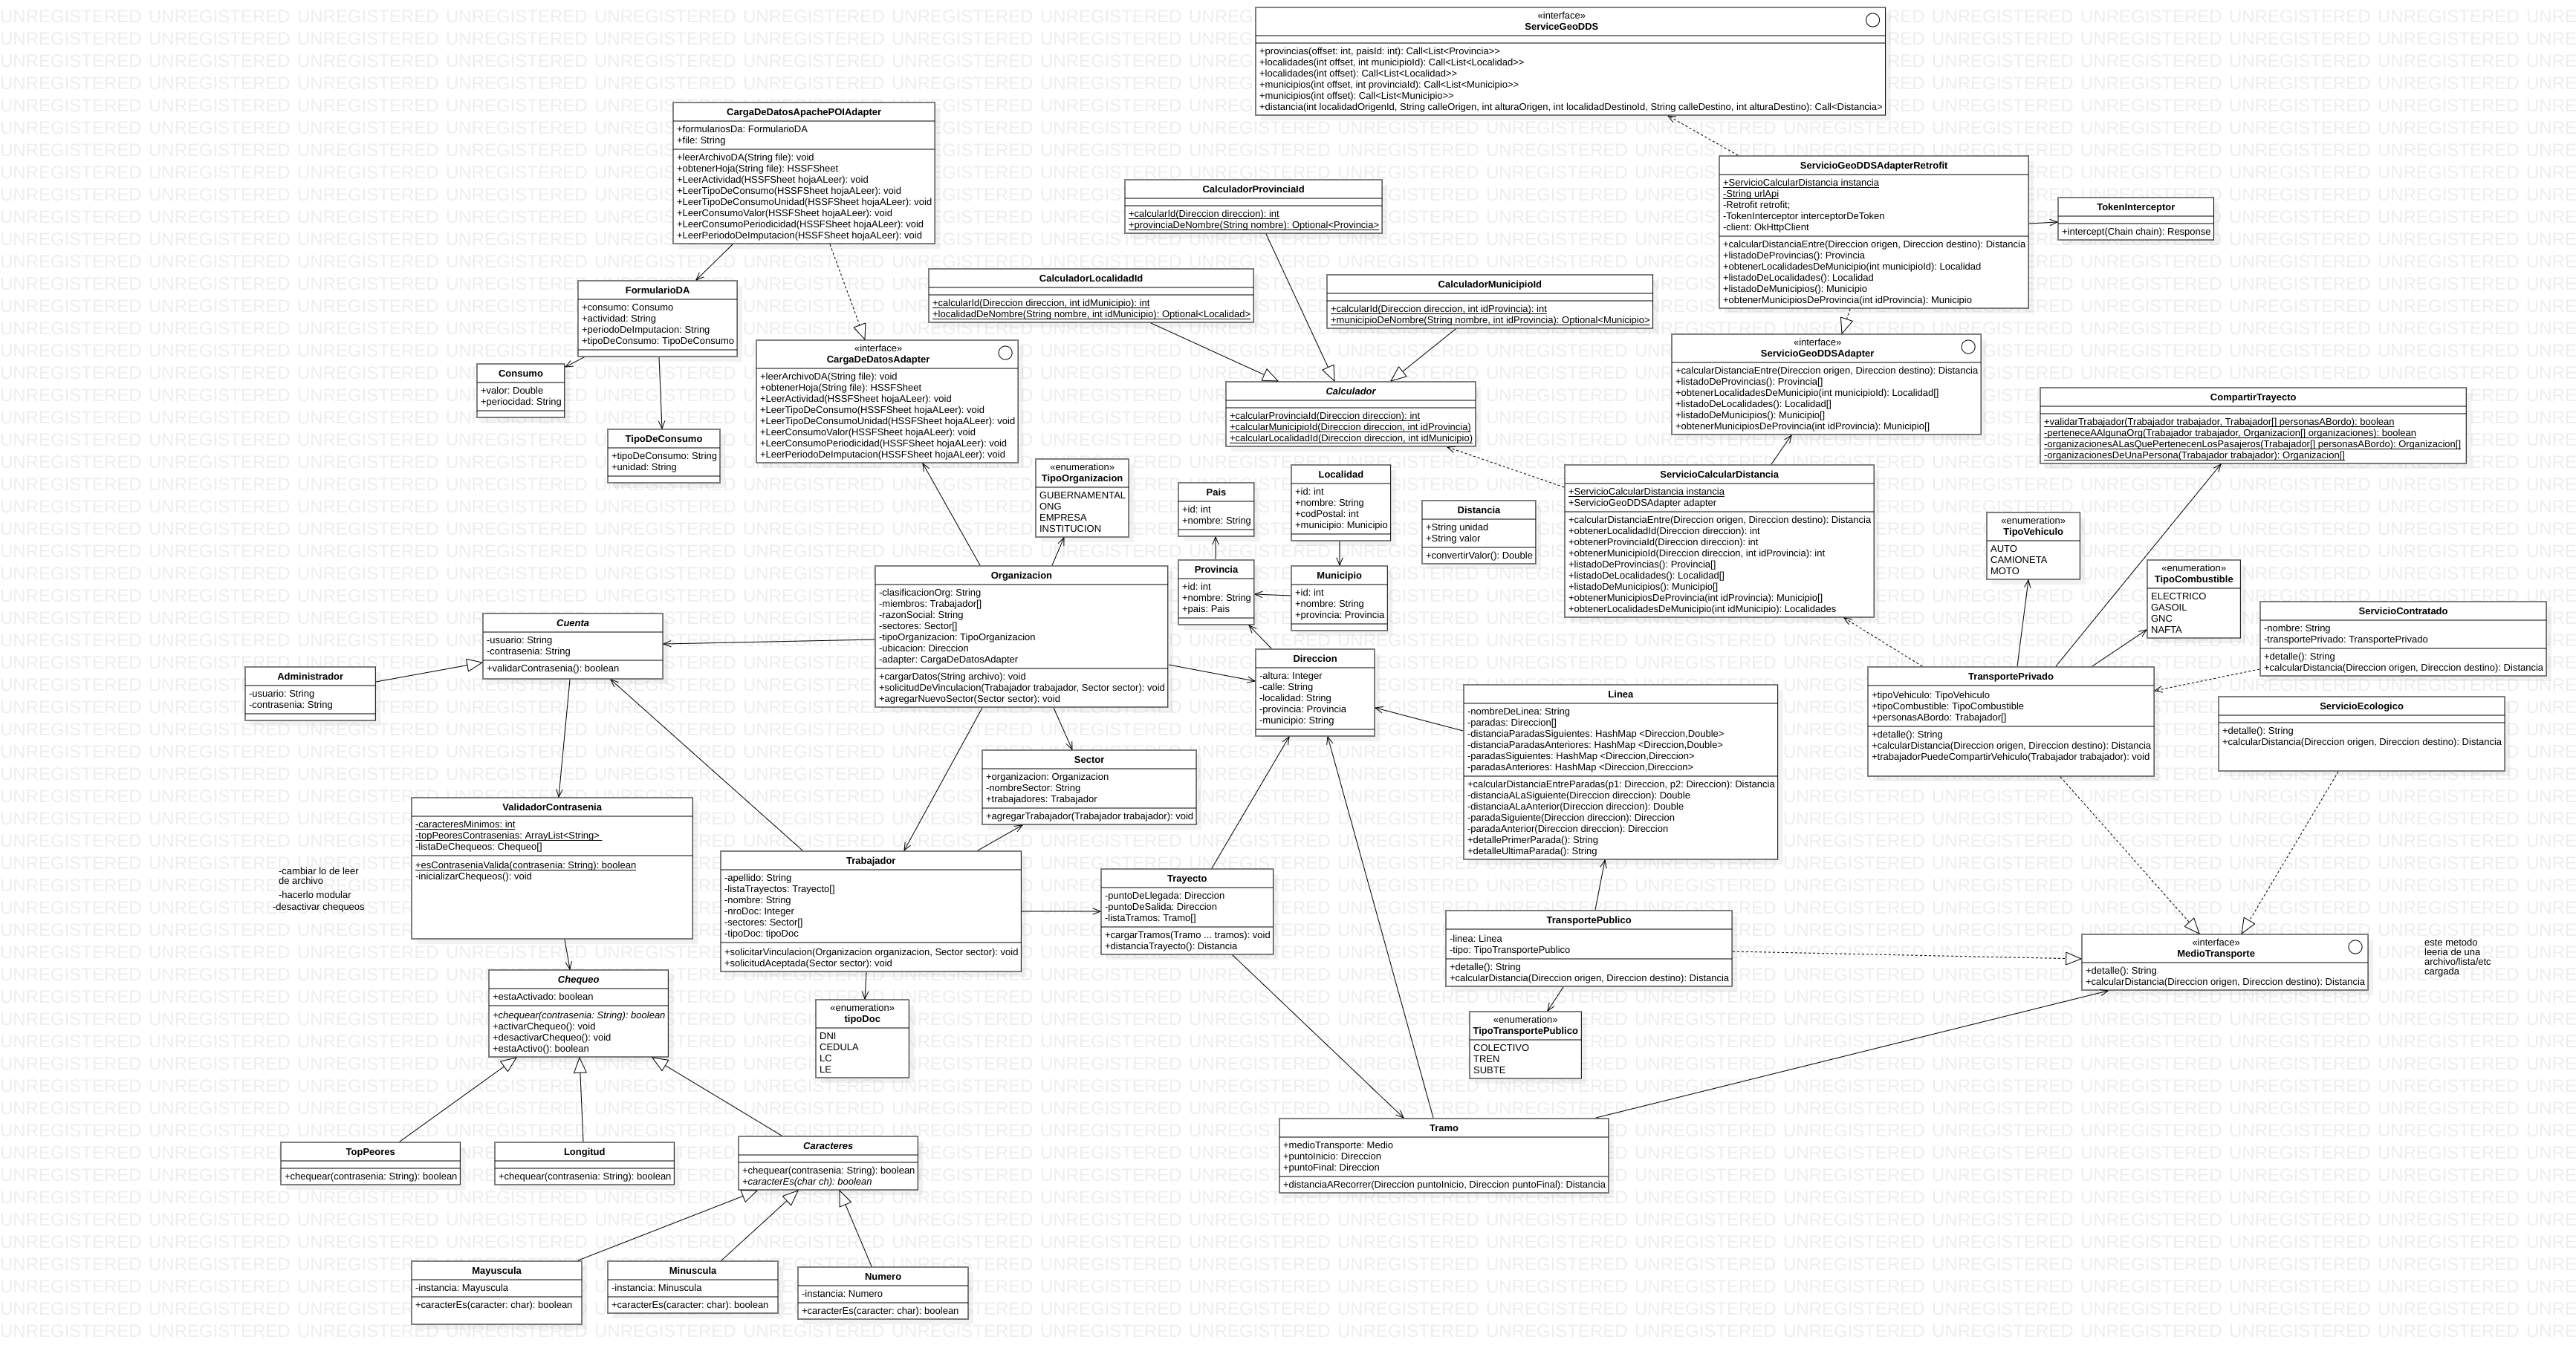 «interface»
ServiceGeoDDS
+provincias(offset: int, paisId: int): Call<List<Provincia>>
+localidades(int offset, int municipioId): Call<List<Localidad>>
+localidades(int offset): Call<List<Localidad>>
+municipios(int offset, int provinciaId): Call<List<Municipio>>
+municipios(int offset): Call<List<Municipio>>
+distancia(int localidadOrigenId, String calleOrigen, int alturaOrigen, int localidadDestinoId, String calleDestino, int alturaDestino): Call<Distancia>
CargaDeDatosApachePOIAdapter
+formulariosDa: FormularioDA
+file: String
+leerArchivoDA(String file): void
+obtenerHoja(String file): HSSFSheet
+LeerActividad(HSSFSheet hojaALeer): void
+LeerTipoDeConsumo(HSSFSheet hojaALeer): void
+LeerTipoDeConsumoUnidad(HSSFSheet hojaALeer): void
+LeerConsumoValor(HSSFSheet hojaALeer): void
+LeerConsumoPeriodicidad(HSSFSheet hojaALeer): void
+LeerPeriodoDeImputacion(HSSFSheet hojaALeer): void
CalculadorProvinciaId
+calcularId(Direccion direccion): int
+provinciaDeNombre(String nombre): Optional<Provincia>
ServicioGeoDDSAdapterRetrofit
+ServicioCalcularDistancia instancia
-String urlApi
-Retrofit retrofit;
-TokenInterceptor interceptorDeToken
-client: OkHttpClient
+calcularDistanciaEntre(Direccion origen, Direccion destino): Distancia
+listadoDeProvincias(): Provincia
+obtenerLocalidadesDeMunicipio(int municipioId): Localidad
+listadoDeLocalidades(): Localidad
+listadoDeMunicipios(): Municipio
+obtenerMunicipiosDeProvincia(int idProvincia): Municipio
TokenInterceptor
+intercept(Chain chain): Response
FormularioDA
+consumo: Consumo
+actividad: String
+periodoDeImputacion: String
+tipoDeConsumo: TipoDeConsumo
CalculadorLocalidadId
+calcularId(Direccion direccion, int idMunicipio): int
+localidadDeNombre(String nombre, int idMunicipio): Optional<Localidad>
CalculadorMunicipioId
+calcularId(Direccion direccion, int idProvincia): int
+municipioDeNombre(String nombre, int idProvincia): Optional<Municipio>
Consumo
+valor: Double
+periocidad: String
TipoDeConsumo
+tipoDeConsumo: String
+unidad: String
«interface»
CargaDeDatosAdapter
+leerArchivoDA(String file): void
+obtenerHoja(String file): HSSFSheet
+LeerActividad(HSSFSheet hojaALeer): void
+LeerTipoDeConsumo(HSSFSheet hojaALeer): void
+LeerTipoDeConsumoUnidad(HSSFSheet hojaALeer): void
+LeerConsumoValor(HSSFSheet hojaALeer): void
+LeerConsumoPeriodicidad(HSSFSheet hojaALeer): void
+LeerPeriodoDeImputacion(HSSFSheet hojaALeer): void
Calculador
+calcularProvinciaId(Direccion direccion): int
+calcularMunicipioId(Direccion direccion, int idProvincia)
+calcularLocalidadId(Direccion direccion, int idMunicipio)
«interface»
ServicioGeoDDSAdapter
+calcularDistanciaEntre(Direccion origen, Direccion destino): Distancia
+listadoDeProvincias(): Provincia[]
+obtenerLocalidadesDeMunicipio(int municipioId): Localidad[]
+listadoDeLocalidades(): Localidad[]
+listadoDeMunicipios(): Municipio[]
+obtenerMunicipiosDeProvincia(int idProvincia): Municipio[]
CompartirTrayecto
+validarTrabajador(Trabajador trabajador, Trabajador[] personasABordo): boolean
-perteneceAAlgunaOrg(Trabajador trabajador, Organizacion[] organizaciones): boolean
-organizacionesALasQuePertenecenLosPasajeros(Trabajador[] personasABordo): Organizacion[]
-organizacionesDeUnaPersona(Trabajador trabajador): Organizacion[]
«enumeration»
TipoOrganizacion
GUBERNAMENTAL
ONG
EMPRESA
INSTITUCION
Pais
+id: int
+nombre: String
Localidad
+id: int
+nombre: String
+codPostal: int
+municipio: Municipio
Distancia
+String unidad
+String valor
+convertirValor(): Double
ServicioCalcularDistancia
+ServicioCalcularDistancia instancia
+ServicioGeoDDSAdapter adapter
+calcularDistanciaEntre(Direccion origen, Direccion destino): Distancia
+obtenerLocalidadId(Direccion direccion): int
+obtenerProvinciaId(Direccion direccion): int
+obtenerMunicipioId(Direccion direccion, int idProvincia): int
+listadoDeProvincias(): Provincia[]
+listadoDeLocalidades(): Localidad[]
+listadoDeMunicipios(): Municipio[]
+obtenerMunicipiosDeProvincia(int idProvincia): Municipio[]
+obtenerLocalidadesDeMunicipio(int idMunicipio): Localidades
«enumeration»
TipoVehiculo
AUTO
CAMIONETA
MOTO
«enumeration»
TipoCombustible
ELECTRICO
GASOIL
GNC
NAFTA
Provincia
+id: int
+nombre: String
+pais: Pais
Municipio
+id: int
+nombre: String
+provincia: Provincia
Organizacion
-clasificacionOrg: String
-miembros: Trabajador[]
-razonSocial: String
-sectores: Sector[]
-tipoOrganizacion: TipoOrganizacion
-ubicacion: Direccion
-adapter: CargaDeDatosAdapter
+cargarDatos(String archivo): void
+solicitudDeVinculacion(Trabajador trabajador, Sector sector): void
+agregarNuevoSector(Sector sector): void
Cuenta
-usuario: String
-contrasenia: String
+validarContrasenia(): boolean
Administrador
-usuario: String
-contrasenia: String
Direccion
-altura: Integer
-calle: String
-localidad: String
-provincia: Provincia
-municipio: String
ServicioContratado
-nombre: String
-transportePrivado: TransportePrivado
+detalle(): String
+calcularDistancia(Direccion origen, Direccion destino): Distancia
TransportePrivado
+tipoVehiculo: TipoVehiculo
+tipoCombustible: TipoCombustible
+personasABordo: Trabajador[]
+detalle(): String
+calcularDistancia(Direccion origen, Direccion destino): Distancia
+trabajadorPuedeCompartirVehiculo(Trabajador trabajador): void
ServicioEcologico
+detalle(): String
+calcularDistancia(Direccion origen, Direccion destino): Distancia
Linea
-nombreDeLinea: String
-paradas: Direccion[]
-distanciaParadasSiguientes: HashMap <Direccion,Double>
-distanciaParadasAnteriores: HashMap <Direccion,Double>
-paradasSiguientes: HashMap <Direccion,Direccion>
-paradasAnteriores: HashMap <Direccion,Direccion>
+calcularDistanciaEntreParadas(p1: Direccion, p2: Direccion): Distancia
-distanciaALaSiguiente(Direccion direccion): Double
-distanciaALaAnterior(Direccion direccion): Double
-paradaSiguiente(Direccion direccion): Direccion
-paradaAnterior(Direccion direccion): Direccion
+detallePrimerParada(): String
+detalleUltimaParada(): String
Sector
+organizacion: Organizacion
-nombreSector: String
+trabajadores: Trabajador
+agregarTrabajador(Trabajador trabajador): void
ValidadorContrasenia
-caracteresMinimos: int
-topPeoresContrasenias: ArrayList<String>
-listaDeChequeos: Chequeo[]
+esContraseniaValida(contrasenia: String): boolean
-inicializarChequeos(): void
-cambiar lo de leer
de archivo
-hacerlo modular
-desactivar chequeos
Trabajador
-apellido: String
-listaTrayectos: Trayecto[]
-nombre: String
-nroDoc: Integer
-sectores: Sector[]
-tipoDoc: tipoDoc
+solicitarVinculacion(Organizacion organizacion, Sector sector): void
+solicitudAceptada(Sector sector): void
Trayecto
-puntoDeLlegada: Direccion
-puntoDeSalida: Direccion
-listaTramos: Tramo[]
+cargarTramos(Tramo ... tramos): void
+distanciaTrayecto(): Distancia
TransportePublico
-linea: Linea
-tipo: TipoTransportePublico
+detalle(): String
+calcularDistancia(Direccion origen, Direccion destino): Distancia
«interface»
MedioTransporte
+detalle(): String
+calcularDistancia(Direccion origen, Direccion destino): Distancia
este metodo
leeria de una
archivo/lista/etc
cargada
Chequeo
+estaActivado: boolean
+chequear(contrasenia: String): boolean
+activarChequeo(): void
+desactivarChequeo(): void
+estaActivo(): boolean
«enumeration»
tipoDoc
DNI
CEDULA
LC
LE
«enumeration»
TipoTransportePublico
COLECTIVO
TREN
SUBTE
Tramo
+medioTransporte: Medio
+puntoInicio: Direccion
+puntoFinal: Direccion
+distanciaARecorrer(Direccion puntoInicio, Direccion puntoFinal): Distancia
TopPeores
+chequear(contrasenia: String): boolean
Longitud
+chequear(contrasenia: String): boolean
Caracteres
+chequear(contrasenia: String): boolean
+caracterEs(char ch): boolean
Mayuscula
-instancia: Mayuscula
+caracterEs(caracter: char): boolean
Minuscula
-instancia: Minuscula
+caracterEs(caracter: char): boolean
Numero
-instancia: Numero
+caracterEs(caracter: char): boolean